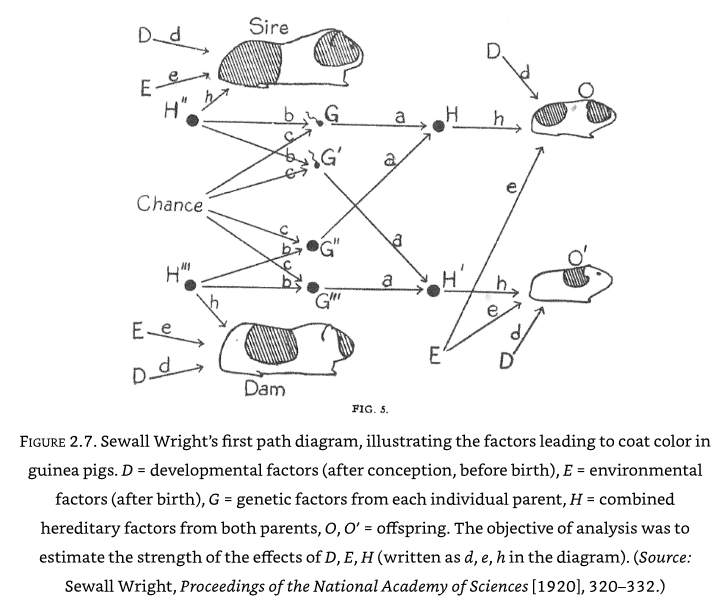 Sire
D d
E e
h
H"
b
G
a
H
h
D
d
O
c
b
G'
c
a
e
Chance
c
b
G"
a
c
H'''
b
G'''
a
H'
h
O'
h
e
E e
D d
E
d
D
Dam
FIG. 5.
FIGURE 2.7. Sewall Wright's first path diagram, illustrating the factors leading to coat color in
guinea pigs. D = developmental factors (after conception, before birth), E = environmental
factors (after birth), G = genetic factors from each individual parent, H = combined
hereditary factors from both parents, O, O′ = offspring. The objective of analysis was to
estimate the strength of the effects of D, E, H (written as d, e, h in the diagram). (Source:
Sewall Wright, Proceedings of the National Academy of Sciences [1920], 320–332.)